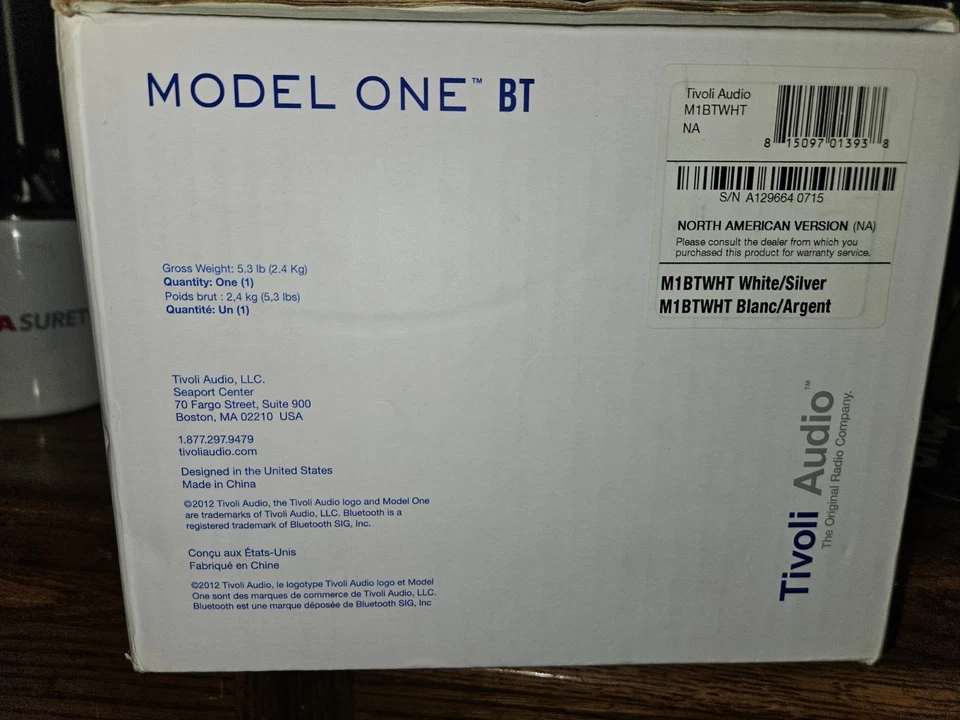 MODEL ONE™ BT
Tivoli Audio
M1BTWHT
NA
8 15097 01393 8
S/N A129664 0715
NORTH AMERICAN VERSION (NA)
Please consult the dealer from which you
purchased this product for warranty service.
M1BTWHT White/Silver
M1BTWHT Blanc/Argent
Gross Weight: 5.3 lb (2.4 Kg)
Quantity: One (1)
Poids brut : 2,4 kg (5,3 lbs)
Quantité: Un (1)
Tivoli Audio, LLC.
Seaport Center
70 Fargo Street, Suite 900
Boston, MA 02210 USA
1.877.297.9479
tivoliaudio.com
Designed in the United States
Made in China
©2012 Tivoli Audio, the Tivoli Audio logo and Model One
are trademarks of Tivoli Audio, LLC. Bluetooth is a
registered trademark of Bluetooth SIG, Inc.
Conçu aux États-Unis
Fabriqué en Chine
©2012 Tivoli Audio, le logotype Tivoli Audio logo et Model
One sont des marques de commerce de Tivoli Audio, LLC.
Bluetooth est une marque déposée de Bluetooth SIG, Inc
Tivoli Audio™
The Original Radio Company.
A SURET